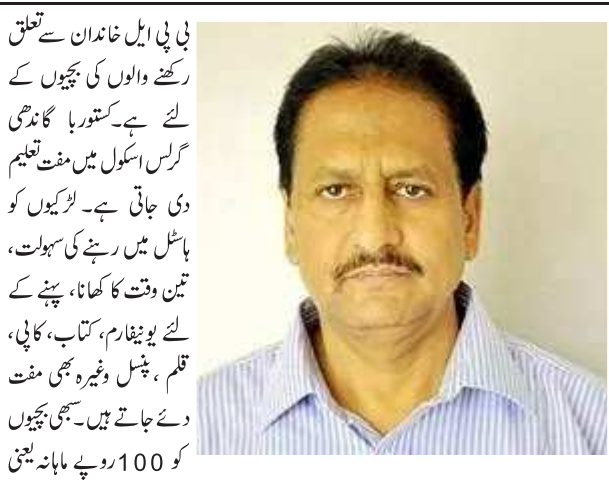 بی پی ایل خاندان سے تعلق
رکھنے والوں کی بچیوں کے
لئے ہے۔ کستوربا گاندھی
گرلس اسکول میں مفت تعلیم
دی جاتی ہے۔ لڑکیوں کو
ہاسٹل میں رہنے کی سہولت،
تین وقت کا کھانا، پہنے کے
لئے یونیفارم، کتاب، کاپی،
قلم، پنسل وغیرہ بھی مفت
دئے جاتے ہیں۔ سبھی بچیوں
کو 100 روپے ماہانہ یعنی